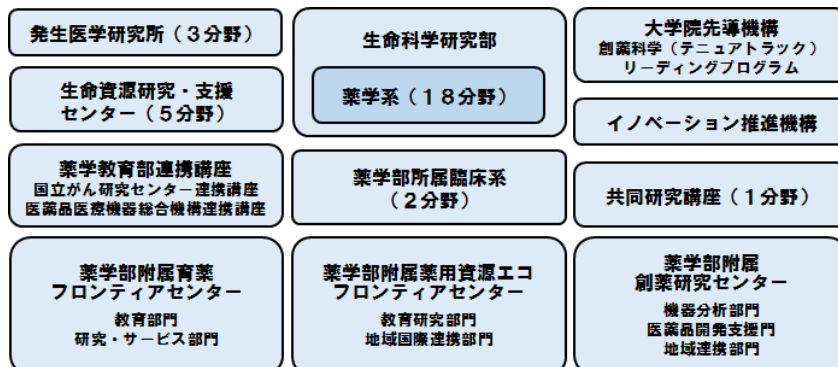 発生医学研究所（３分野）
生命科学研究部
薬学系（１８分野）
大学院先導機構
創薬科学（テニュアトラック）
リーディングプログラム
生命資源研究・支援
センター（５分野）
イノベーション推進機構
薬学教育部連携講座
国立がん研究センター連携講座
医薬品医療機器総合機構連携講座
薬学部所属臨床系
（２分野）
共同研究講座（１分野）
薬学部附属育薬
フロンティアセンター
教育部門
研究・サービス部門
薬学部附属薬用資源エコ
フロンティアセンター
教育研究部門
地域国際連携部門
薬学部附属
創薬研究センター
機器分析部門
医薬品開発支援門
地域連携部門